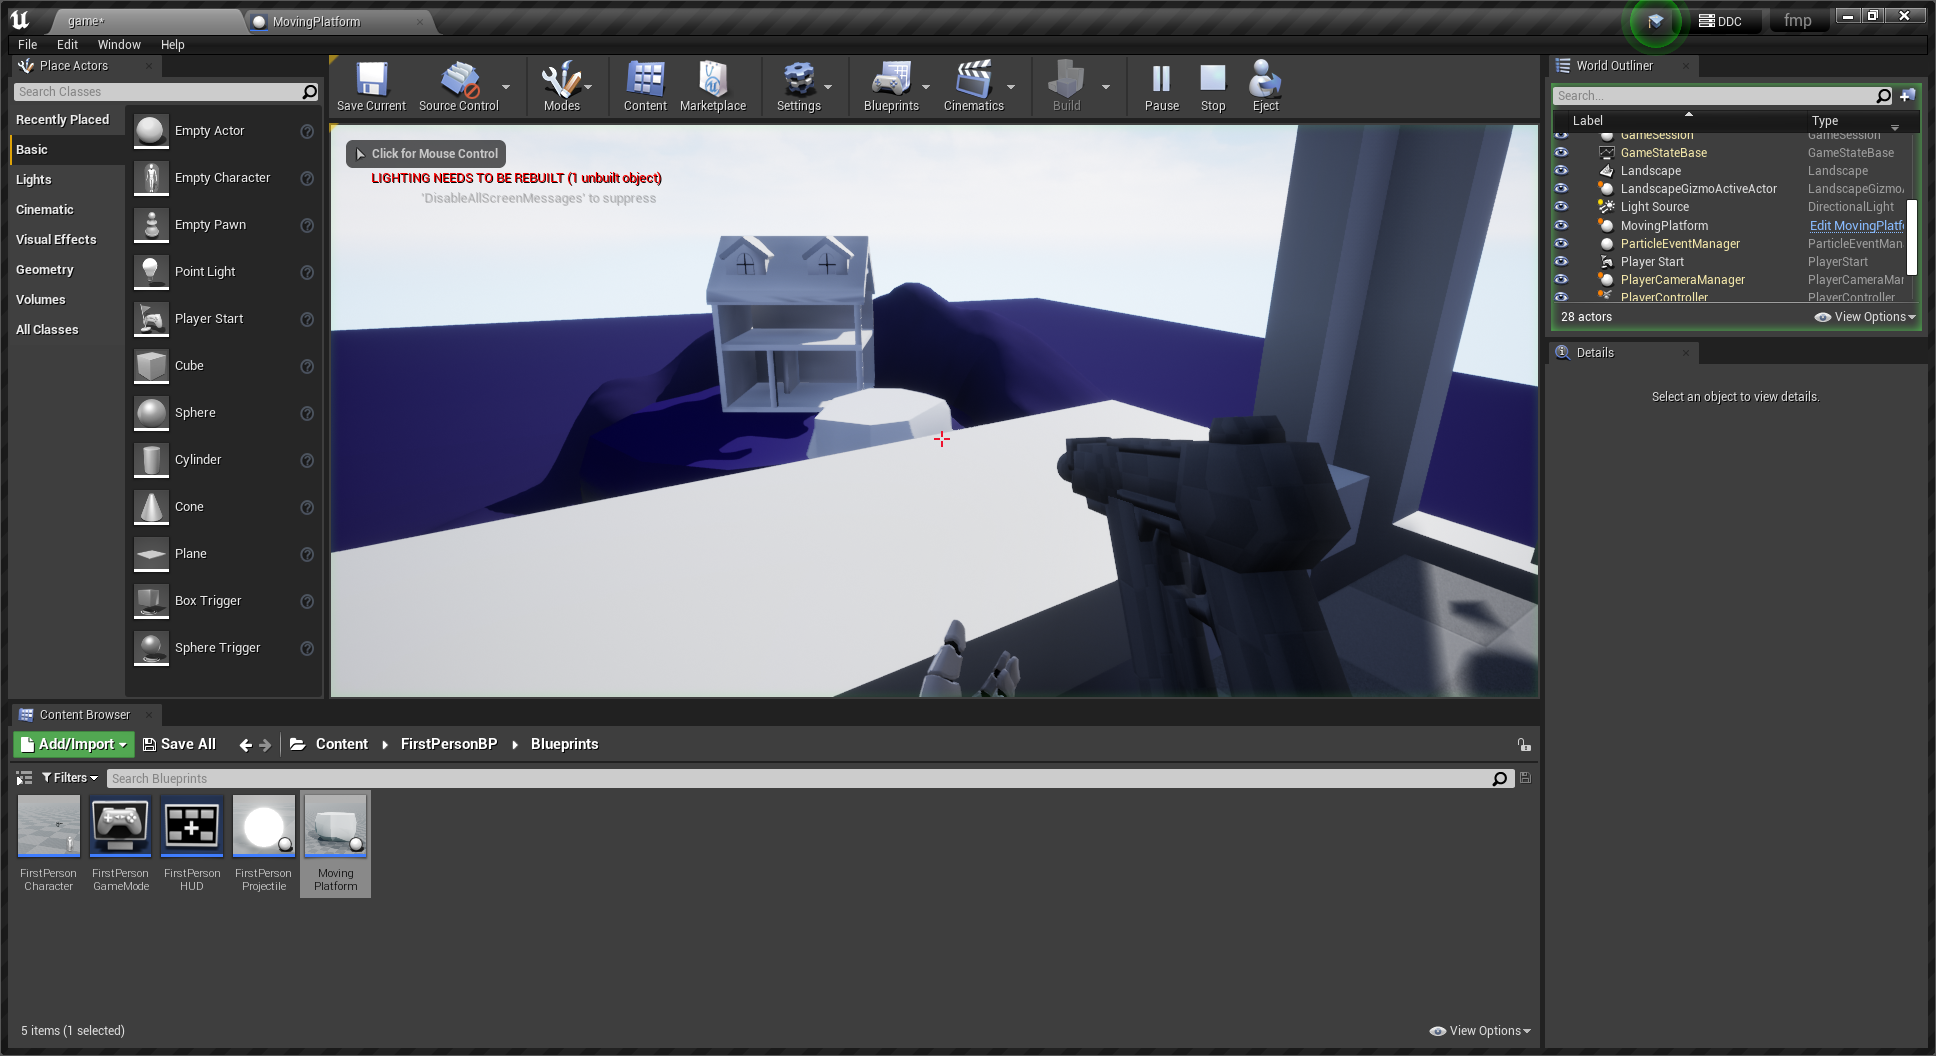 game*
MovingPlatform
DDC
fmp
File Edit Window Help
Place Actors
Search Classes
Recently Placed
Basic
Lights
Cinematic
Visual Effects
Geometry
Volumes
All Classes
Empty Actor
Empty Character
Empty Pawn
Point Light
Player Start
Cube
Sphere
Cylinder
Cone
Plane
Box Trigger
Sphere Trigger
Save Current
Source Control
Modes
Content
Marketplace
Settings
Blueprints
Cinematics
Build
Pause
Stop
Eject
Click for Mouse Control
LIGHTING NEEDS TO BE REBUILT (1 unbuilt object)
'DisableAllScreenMessages' to suppress
World Outliner
Search...
Label Type
GameSession GameSession
GameStateBase GameStateBase
Landscape Landscape
LandscapeGizmoActiveActor LandscapeGizmo
Light Source DirectionalLight
MovingPlatform Edit MovingPlatf
ParticleEventManager ParticleEventMan
Player Start PlayerStart
PlayerCameraManager PlayerCameraMar
PlayerController PlayerController
28 actors
View Options
Details
Select an object to view details.
Content Browser
Add/Import
Save All
Content
FirstPersonBP
Blueprints
Filters
Search Blueprints
FirstPerson
Character
FirstPerson
GameMode
FirstPerson
HUD
FirstPerson
Projectile
Moving
Platform
5 items (1 selected)
View Options